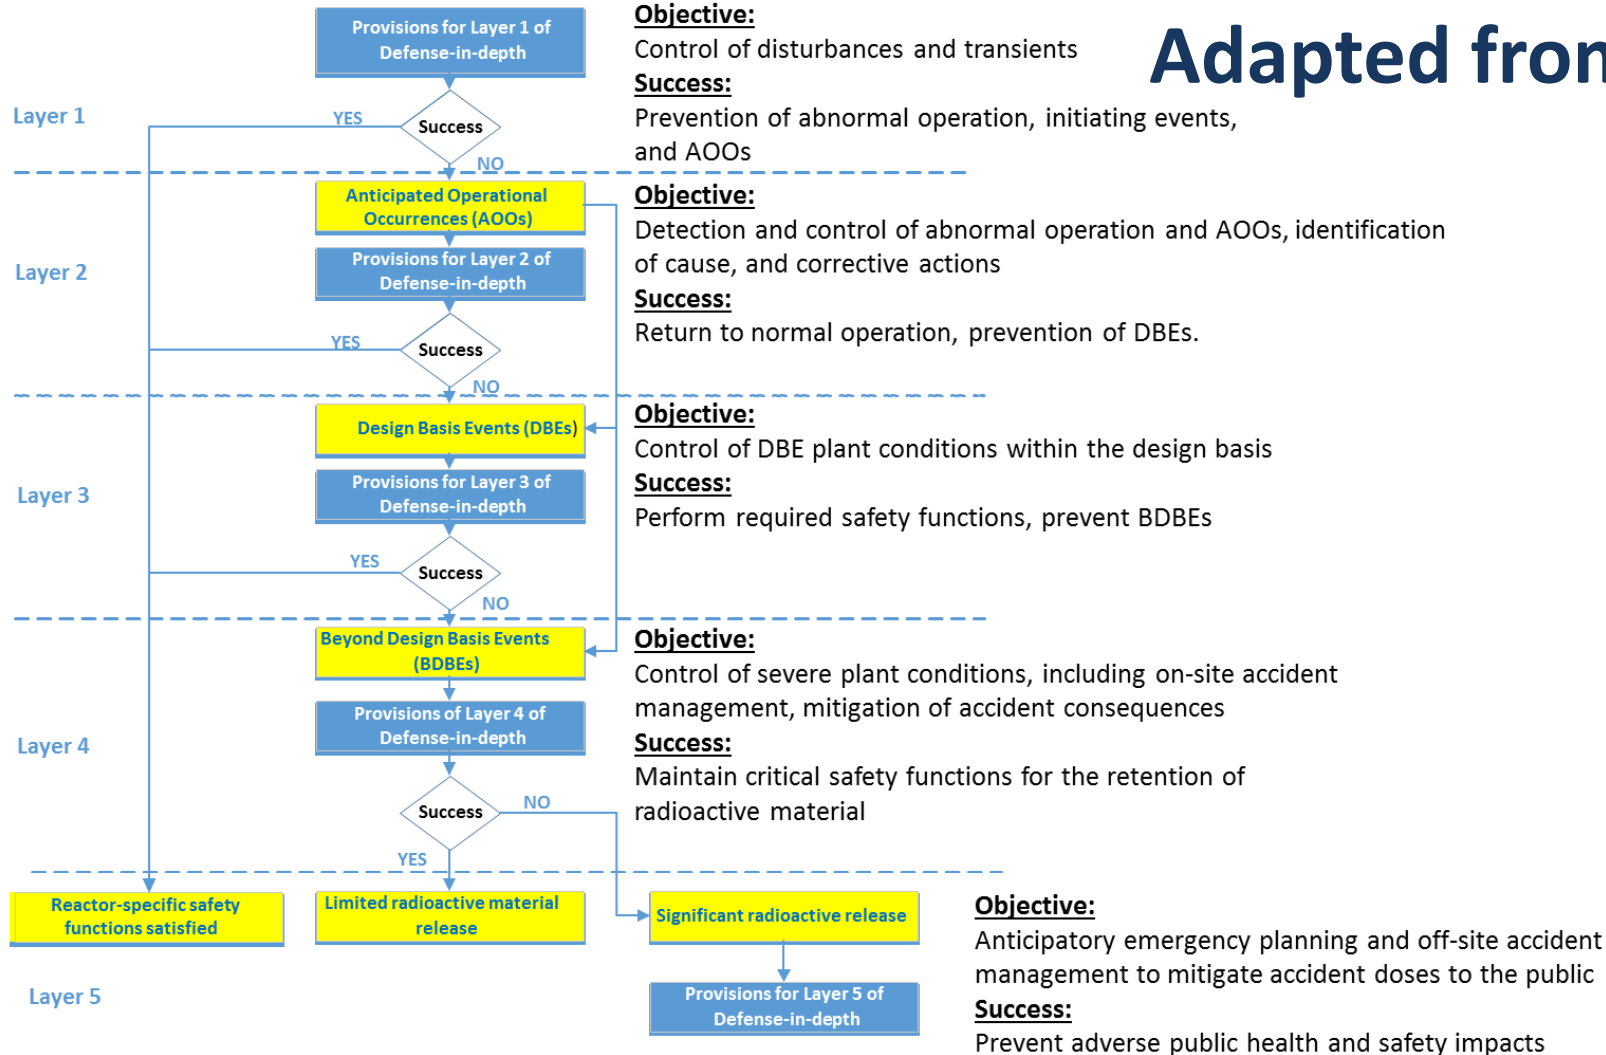 Adapted from
Provisions for Layer 1 of
Defense-in-depth
Objective:
Control of disturbances and transients
Success:
Prevention of abnormal operation, initiating events,
and AOOs
Layer 1
YES
Success
NO
Anticipated Operational
Occurrences (AOOs)
Provisions for Layer 2 of
Defense-in-depth
Objective:
Detection and control of abnormal operation and AOOs, identification
of cause, and corrective actions
Success:
Return to normal operation, prevention of DBEs.
Layer 2
YES
Success
NO
Design Basis Events (DBEs)
Provisions for Layer 3 of
Defense-in-depth
Objective:
Control of DBE plant conditions within the design basis
Success:
Perform required safety functions, prevent BDBEs
Layer 3
YES
Success
NO
Beyond Design Basis Events
(BDBEs)
Provisions of Layer 4 of
Defense-in-depth
Objective:
Control of severe plant conditions, including on-site accident
management, mitigation of accident consequences
Success:
Maintain critical safety functions for the retention of
radioactive material
Layer 4
Success
NO
YES
Reactor-specific safety
functions satisfied
Limited radioactive material
release
Significant radioactive release
Layer 5
Provisions for Layer 5 of
Defense-in-depth
Objective:
Anticipatory emergency planning and off-site accident
management to mitigate accident doses to the public
Success:
Prevent adverse public health and safety impacts